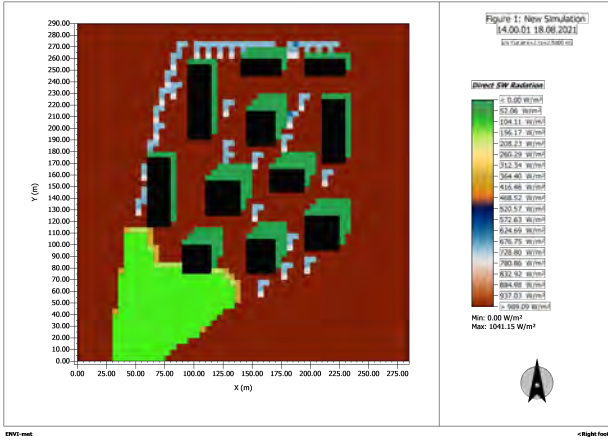 Figure 1: New Simulation
14.00.01 18.08.2021
Direct SW Radiation
< 0.00 W/m²
52.06 W/m²
104.11 W/m²
156.17 W/m²
208.23 W/m²
260.29 W/m²
312.34 W/m²
364.40 W/m²
416.46 W/m²
468.52 W/m²
520.57 W/m²
572.63 W/m²
624.69 W/m²
676.75 W/m²
728.80 W/m²
780.86 W/m²
832.92 W/m²
884.98 W/m²
937.03 W/m²
> 989.09 W/m²
Min: 0.00 W/m²
Max: 1041.15 W/m²
290.00
280.00
270.00
260.00
250.00
240.00
230.00
220.00
210.00
200.00
190.00
180.00
170.00
160.00
150.00
140.00
130.00
120.00
110.00
100.00
90.00
80.00
70.00
60.00
50.00
40.00
30.00
20.00
10.00
0.00
Y (m)
0.00 25.00 50.00 75.00 100.00 125.00 150.00 175.00 200.00 225.00 250.00 275.00
X (m)
ENVI-met
<Right foot